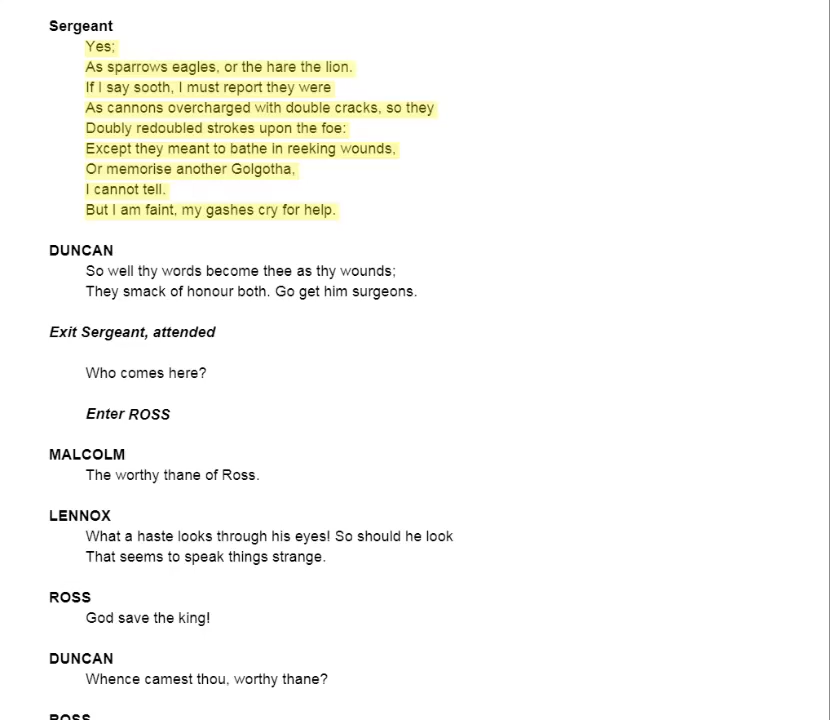 Sergeant
Yes;
As sparrows eagles, or the hare the lion.
If I say sooth, I must report they were
As cannons overcharged with double cracks, so they
Doubly redoubled strokes upon the foe:
Except they meant to bathe in reeking wounds,
Or memorise another Golgotha,
I cannot tell.
But I am faint, my gashes cry for help.
DUNCAN
So well thy words become thee as thy wounds;
They smack of honour both. Go get him surgeons.
Exit Sergeant, attended
Who comes here?
Enter ROSS
MALCOLM
The worthy thane of Ross.
LENNOX
What a haste looks through his eyes! So should he look
That seems to speak things strange.
ROSS
God save the king!
DUNCAN
Whence camest thou, worthy thane?
ROSS